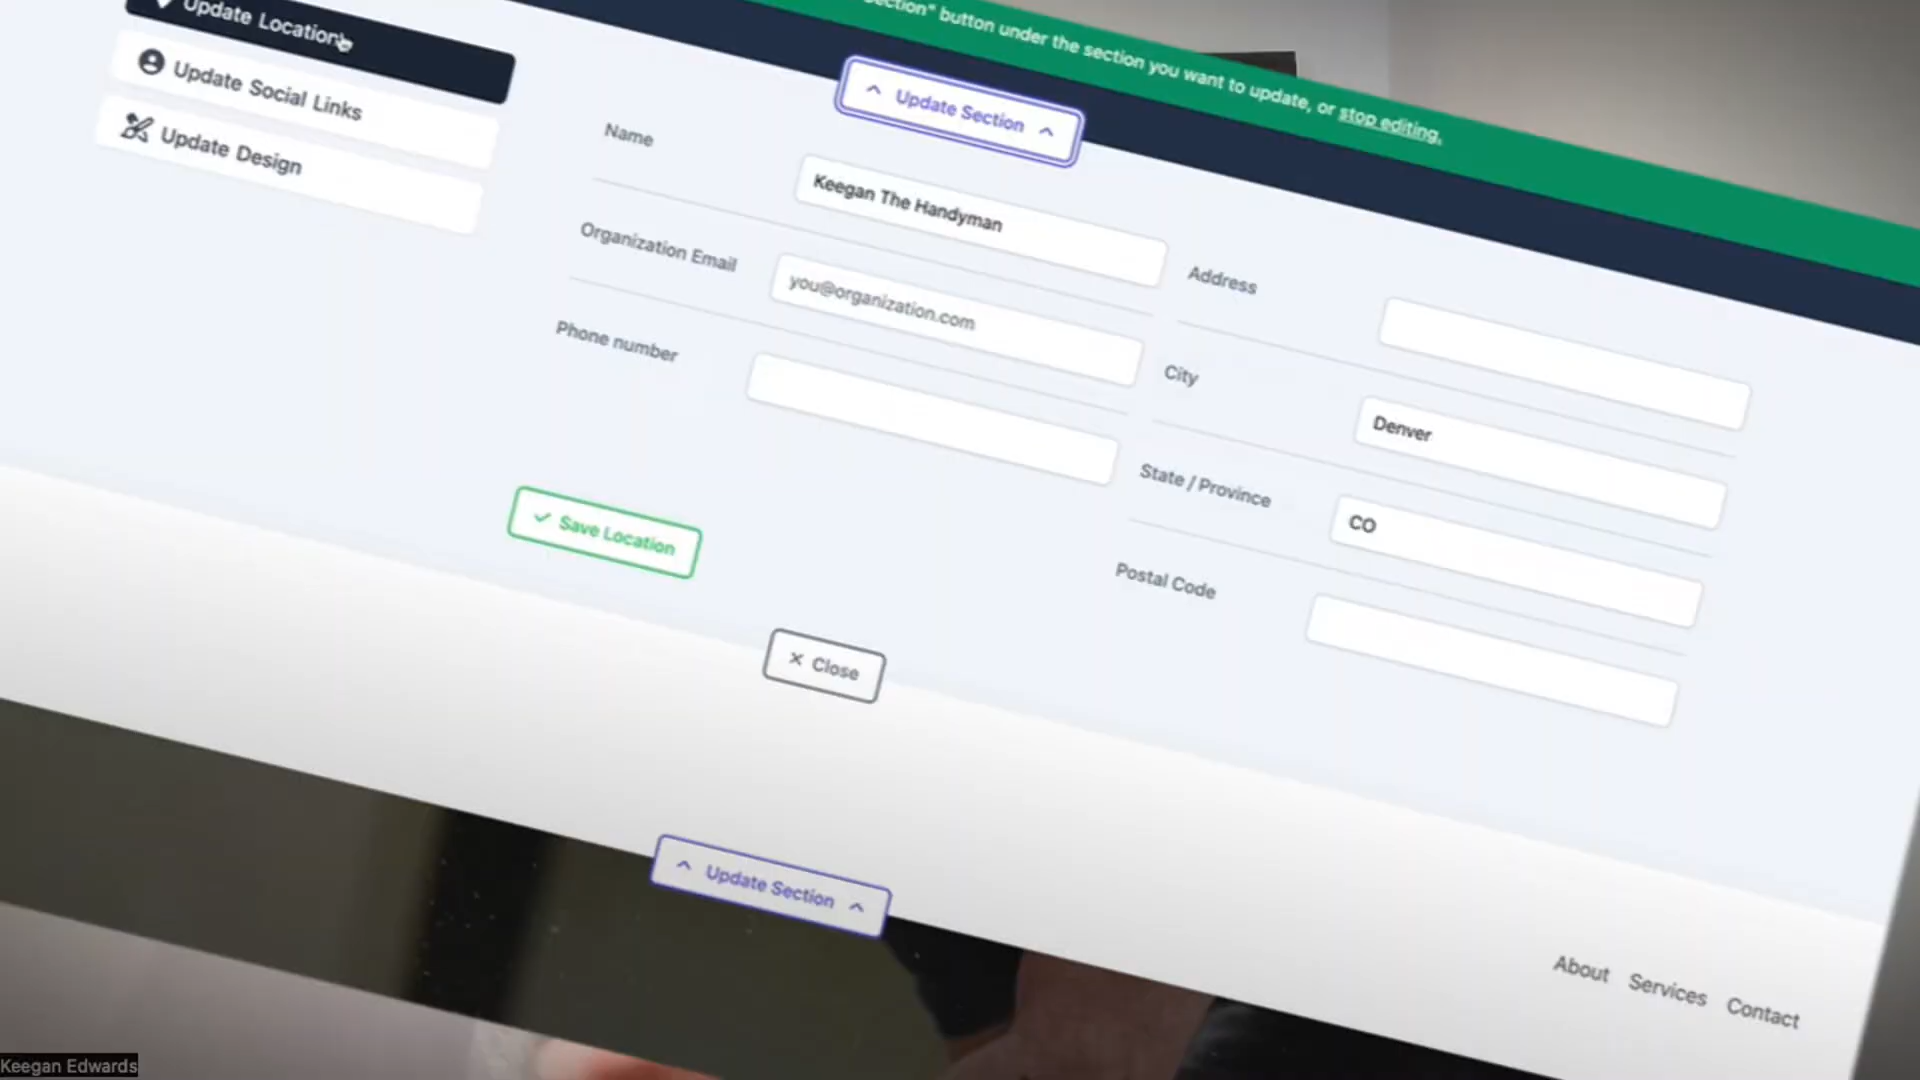 Section" button under the section you want to update, or stop editing.
Update Location
Update Social Links
Update Design
Update Section
Name
Keegan The Handyman
Organization Email
you@organization.com
Phone number
Address
City
Denver
State / Province
CO
Postal Code
Save Location
Close
Update Section
About Services Contact
Keegan Edwards